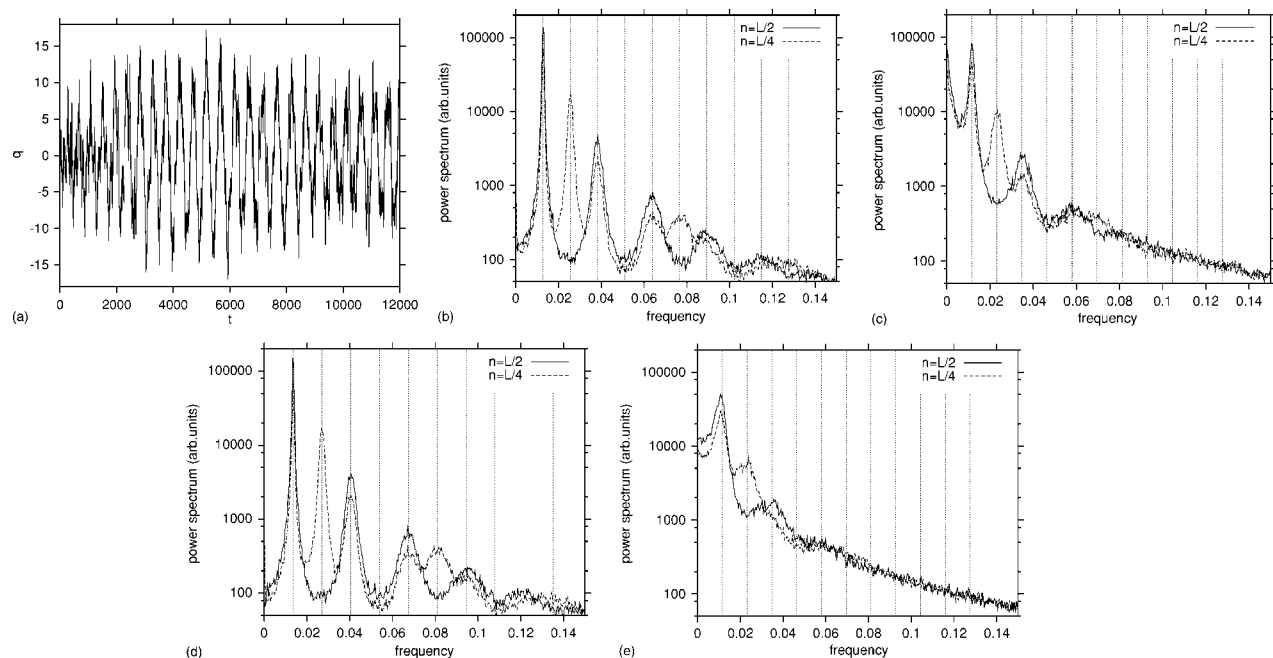 15
10
5
0
-5
-10
-15
q
0 2000 4000 6000 8000 10000 12000
t
(a)
n=L/2
n=L/4
100000
10000
1000
100
power spectrum (arb.units)
0 0.02 0.04 0.06 0.08 0.1 0.12 0.14
frequency
(b)
n=L/2
n=L/4
100000
10000
1000
100
power spectrum (arb.units)
0 0.02 0.04 0.06 0.08 0.1 0.12 0.14
frequency
(c)
n=L/2
n=L/4
100000
10000
1000
100
power spectrum (arb.units)
0 0.02 0.04 0.06 0.08 0.1 0.12 0.14
frequency
(d)
n=L/2
n=L/4
100000
10000
1000
100
power spectrum (arb.units)
0 0.02 0.04 0.06 0.08 0.1 0.12 0.14
frequency
(e)